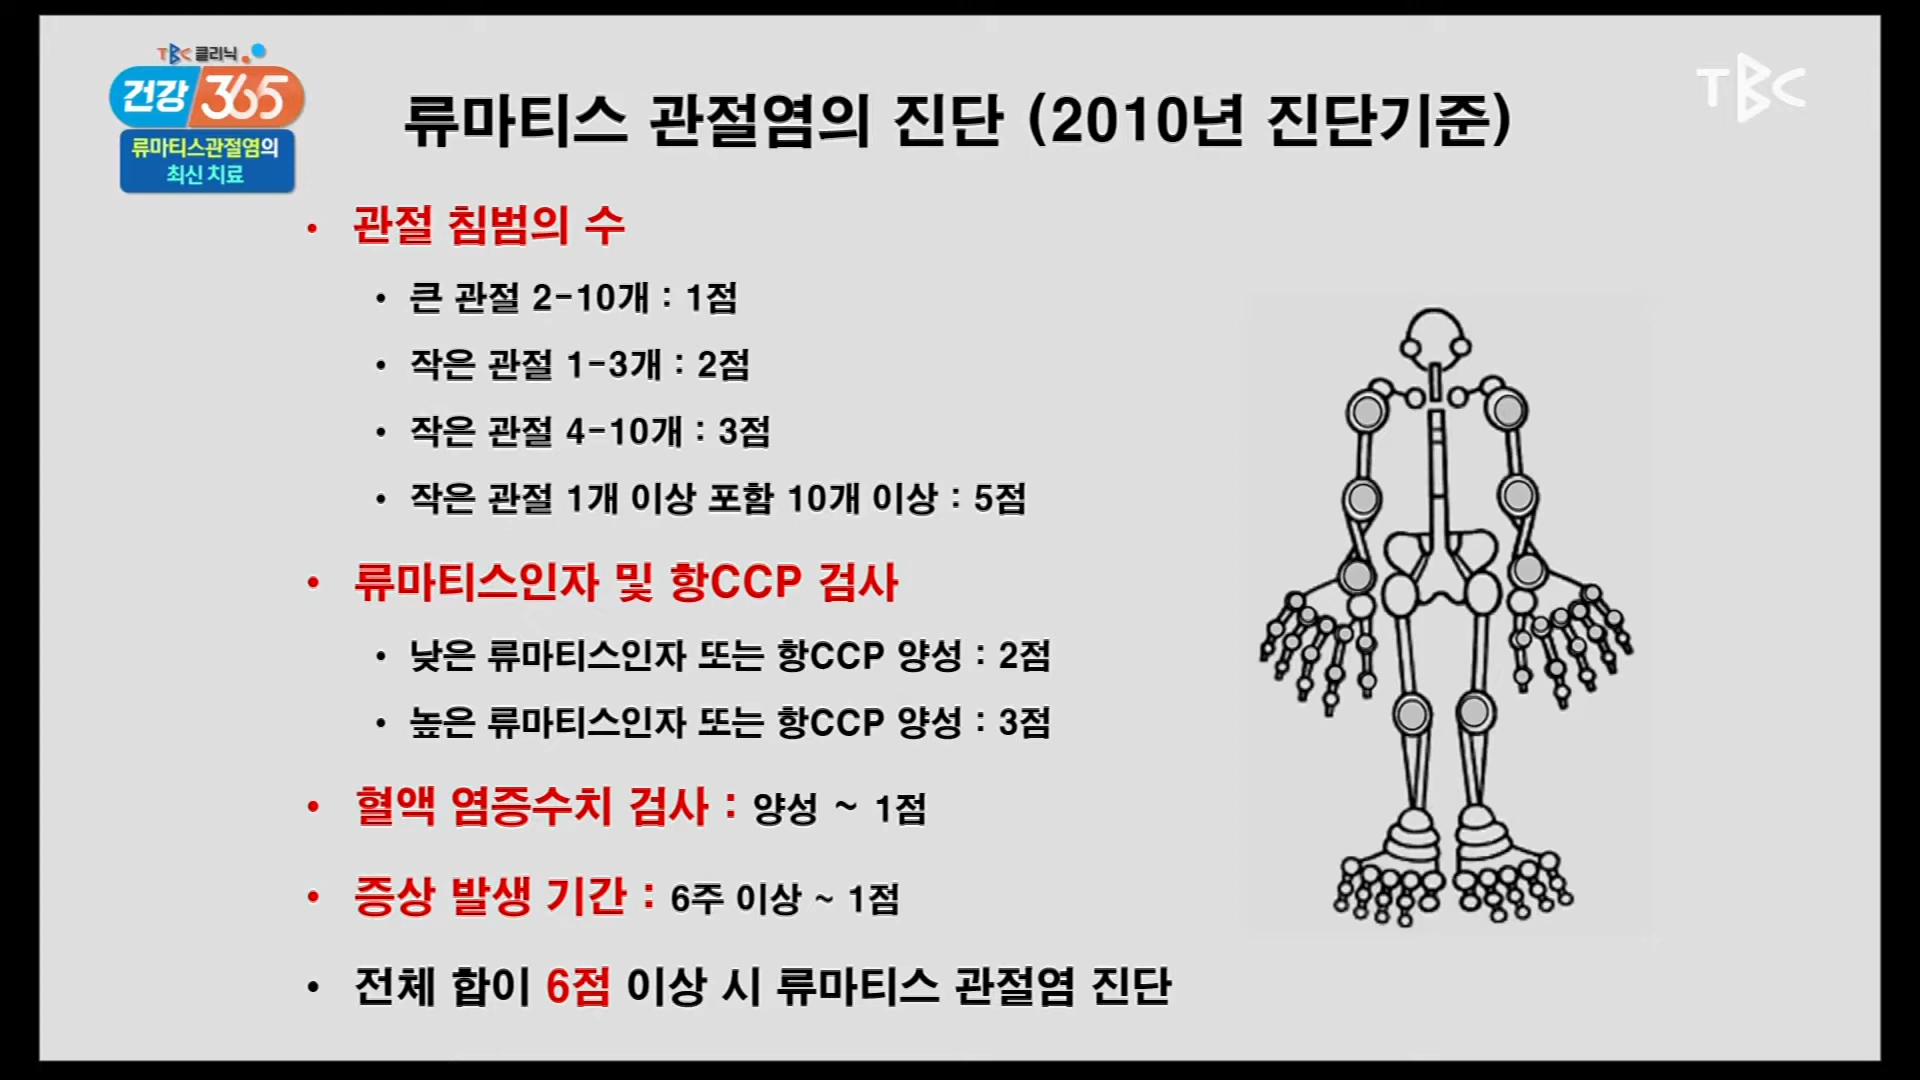 TBC 클리닉
건강 365
류마티스관절염의
최신 치료
TBC
류마티스 관절염의 진단 (2010년 진단기준)
• 관절 침범의 수
• 큰 관절 2-10개 : 1점
• 작은 관절 1-3개 : 2점
• 작은 관절 4-10개 : 3점
• 작은 관절 1개 이상 포함 10개 이상 : 5점
• 류마티스인자 및 항CCP 검사
• 낮은 류마티스인자 또는 항CCP 양성 : 2점
• 높은 류마티스인자 또는 항CCP 양성 : 3점
• 혈액 염증수치 검사 : 양성 ~ 1점
• 증상 발생 기간 : 6주 이상 ~ 1점
• 전체 합이 6점 이상 시 류마티스 관절염 진단